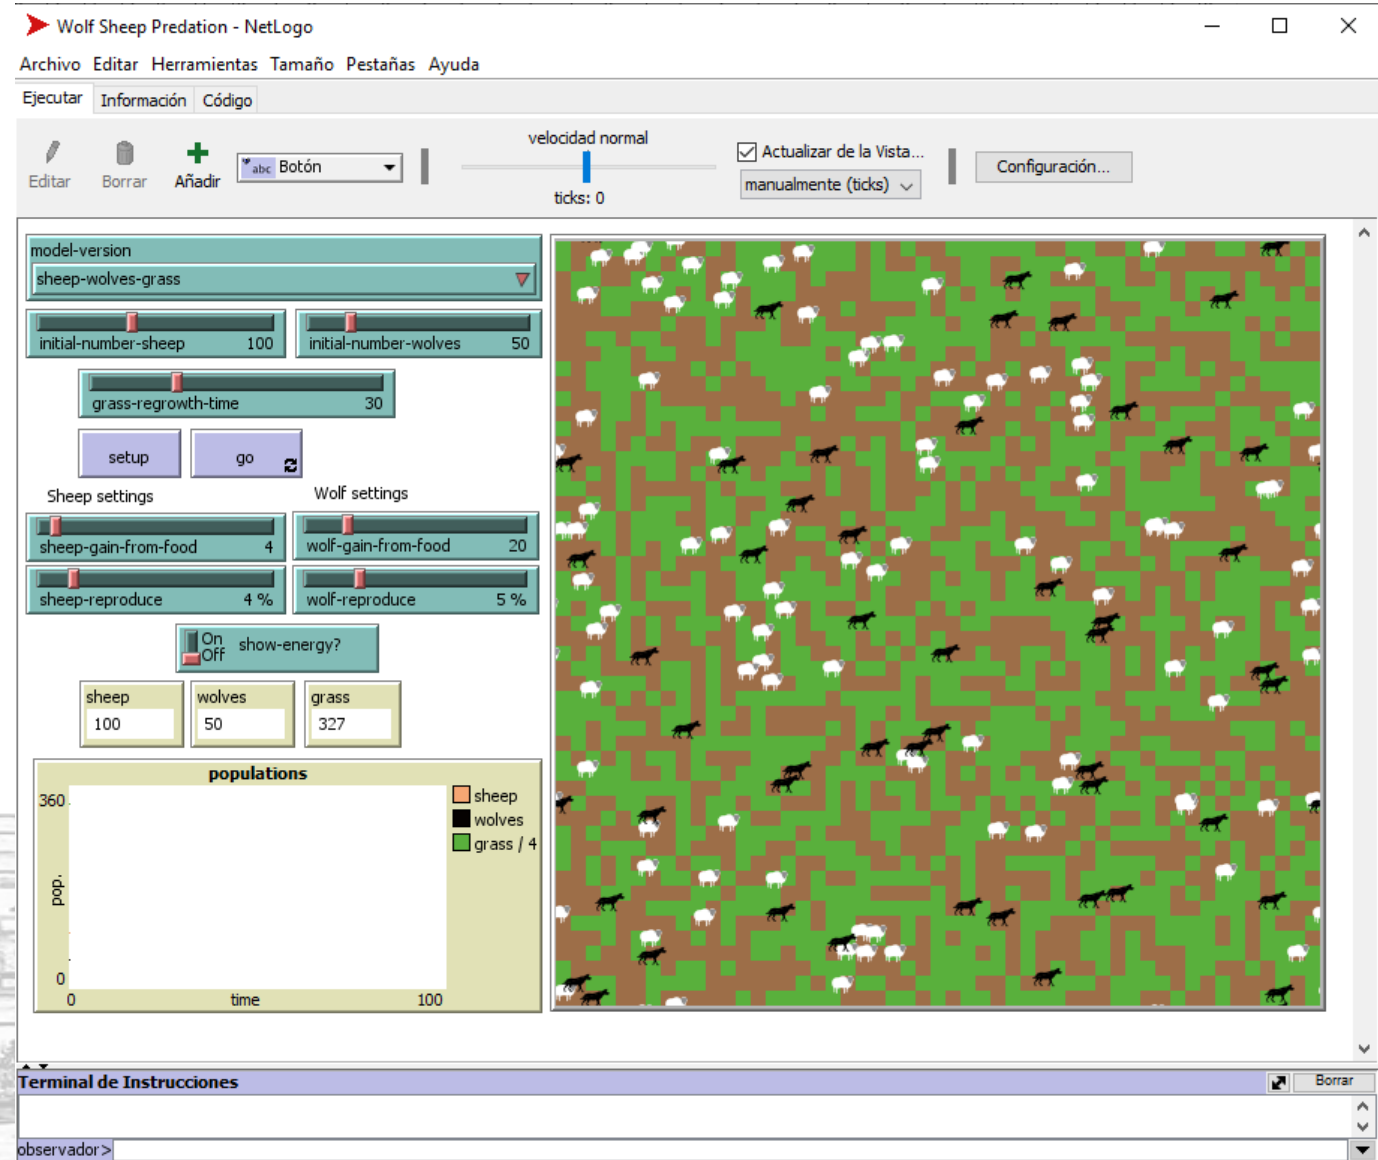 Wolf Sheep Predation - NetLogo
Archivo Editar Herramientas Tamaño Pestañas Ayuda
Ejecutar Información Código
velocidad normal
Actualizar de la Vista...
Editar Borrar Añadir
abc Botón
manualmente (ticks)
Configuración...
ticks: 0
model-version
sheep-wolves-grass
initial-number-sheep 100
initial-number-wolves 50
grass-regrowth-time 30
setup
go
Sheep settings
Wolf settings
sheep-gain-from-food 4
wolf-gain-from-food 20
sheep-reproduce 4 %
wolf-reproduce 5 %
On
Off
show-energy?
sheep
100
wolves
50
grass
327
populations
360
pop.
0
0 time 100
sheep
wolves
grass / 4
Terminal de Instrucciones
Borrar
observador>